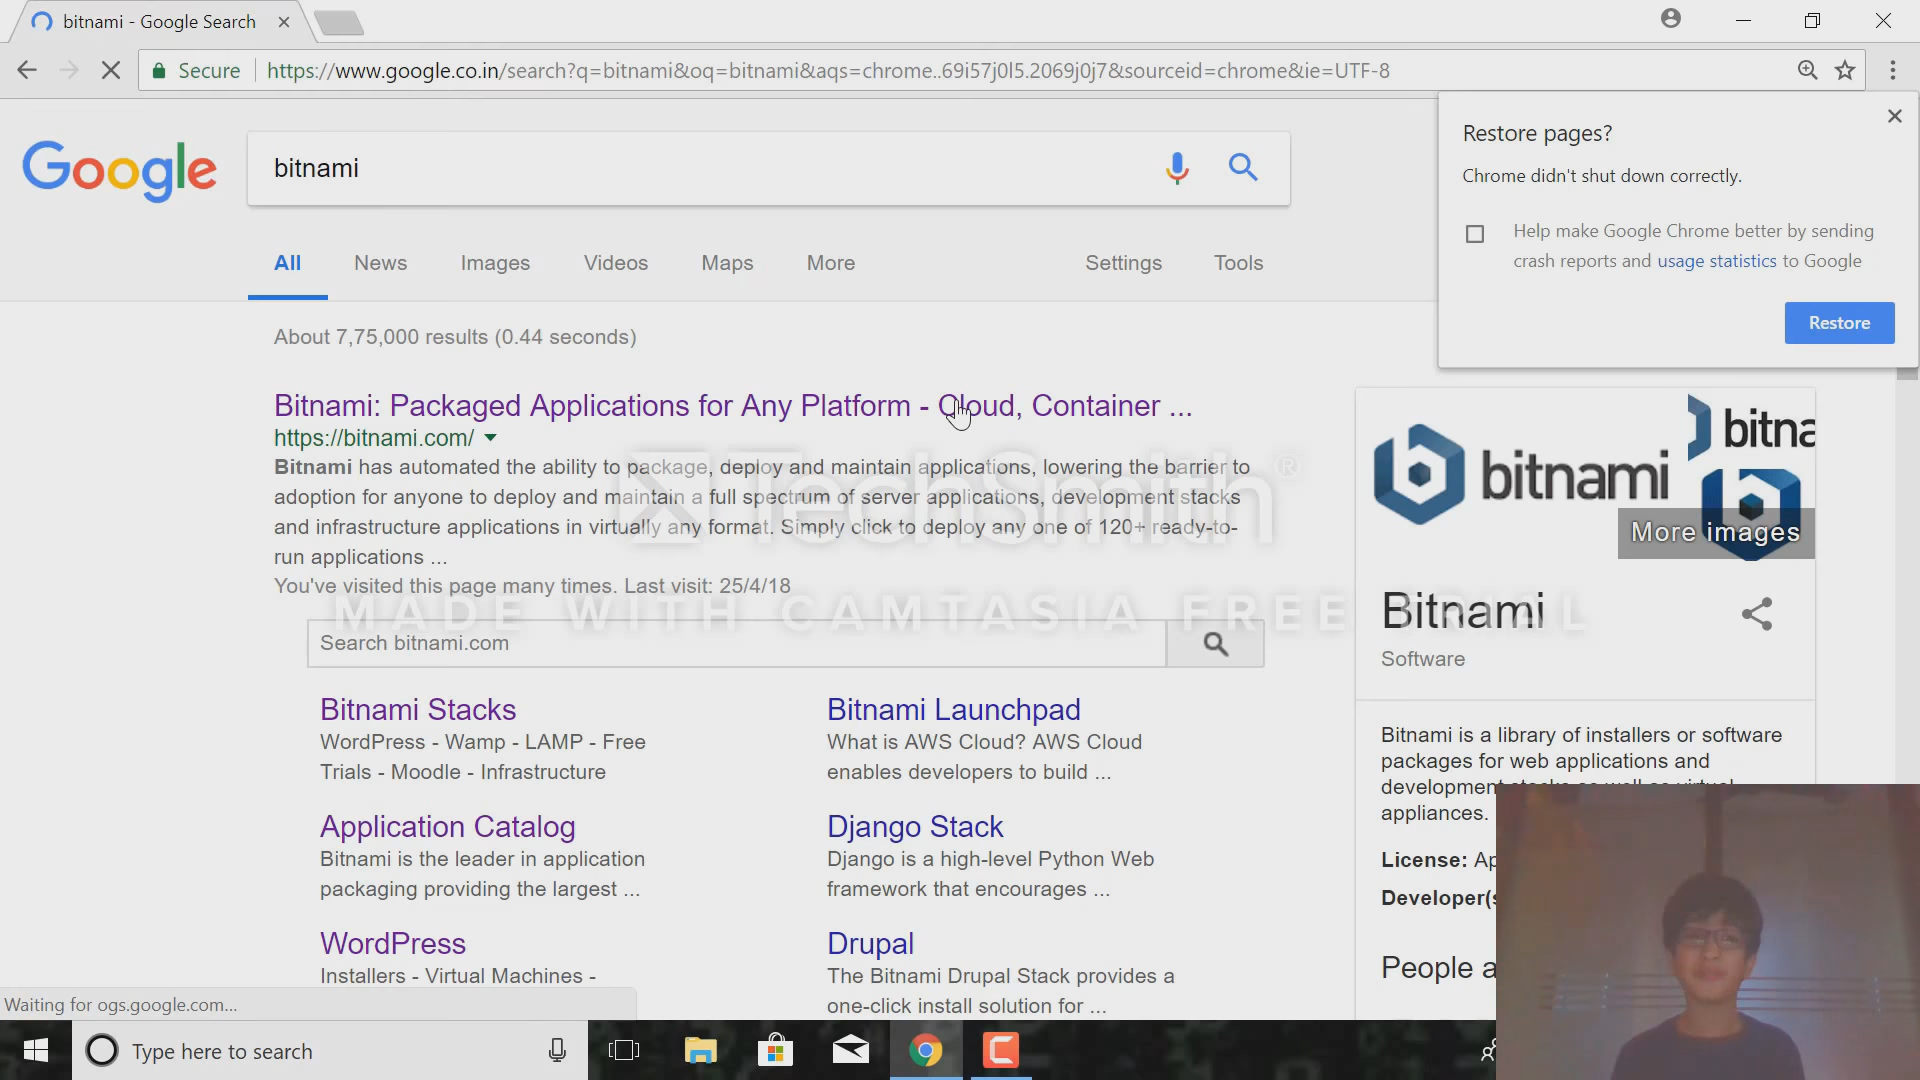 bitnami - Google Search
Secure
https://www.google.co.in/search?q=bitnami&oq=bitnami&aqs=chrome..69i57j0l5.2069j0j7&sourceid=chrome&ie=UTF-8
Restore pages?
Chrome didn't shut down correctly.
Help make Google Chrome better by sending
crash reports and usage statistics to Google
Restore
Google
bitnami
All News Images Videos Maps More Settings Tools
About 7,75,000 results (0.44 seconds)
Bitnami: Packaged Applications for Any Platform - Cloud, Container ...
https://bitnami.com/
Bitnami has automated the ability to package, deploy and maintain applications, lowering the barrier to
adoption for anyone to deploy and maintain a full spectrum of server applications, development stacks
and infrastructure applications in virtually any format. Simply click to deploy any one of 120+ ready-to-
run applications ...
You've visited this page many times. Last visit: 25/4/18
TechSmith®
MADE WITH CAMTASIA FREE TRIAL
Search bitnami.com
Bitnami Stacks
WordPress - Wamp - LAMP - Free
Trials - Moodle - Infrastructure
Bitnami Launchpad
What is AWS Cloud? AWS Cloud
enables developers to build ...
Application Catalog
Bitnami is the leader in application
packaging providing the largest ...
Django Stack
Django is a high-level Python Web
framework that encourages ...
WordPress
Installers - Virtual Machines -
Drupal
The Bitnami Drupal Stack provides a
one-click install solution for ...
bitnami
bitna
More images
Bitnami
Software
Bitnami is a library of installers or software
packages for web applications and
development
appliances.
License: Ap
Developer(s
People a
Waiting for ogs.google.com...
Type here to search